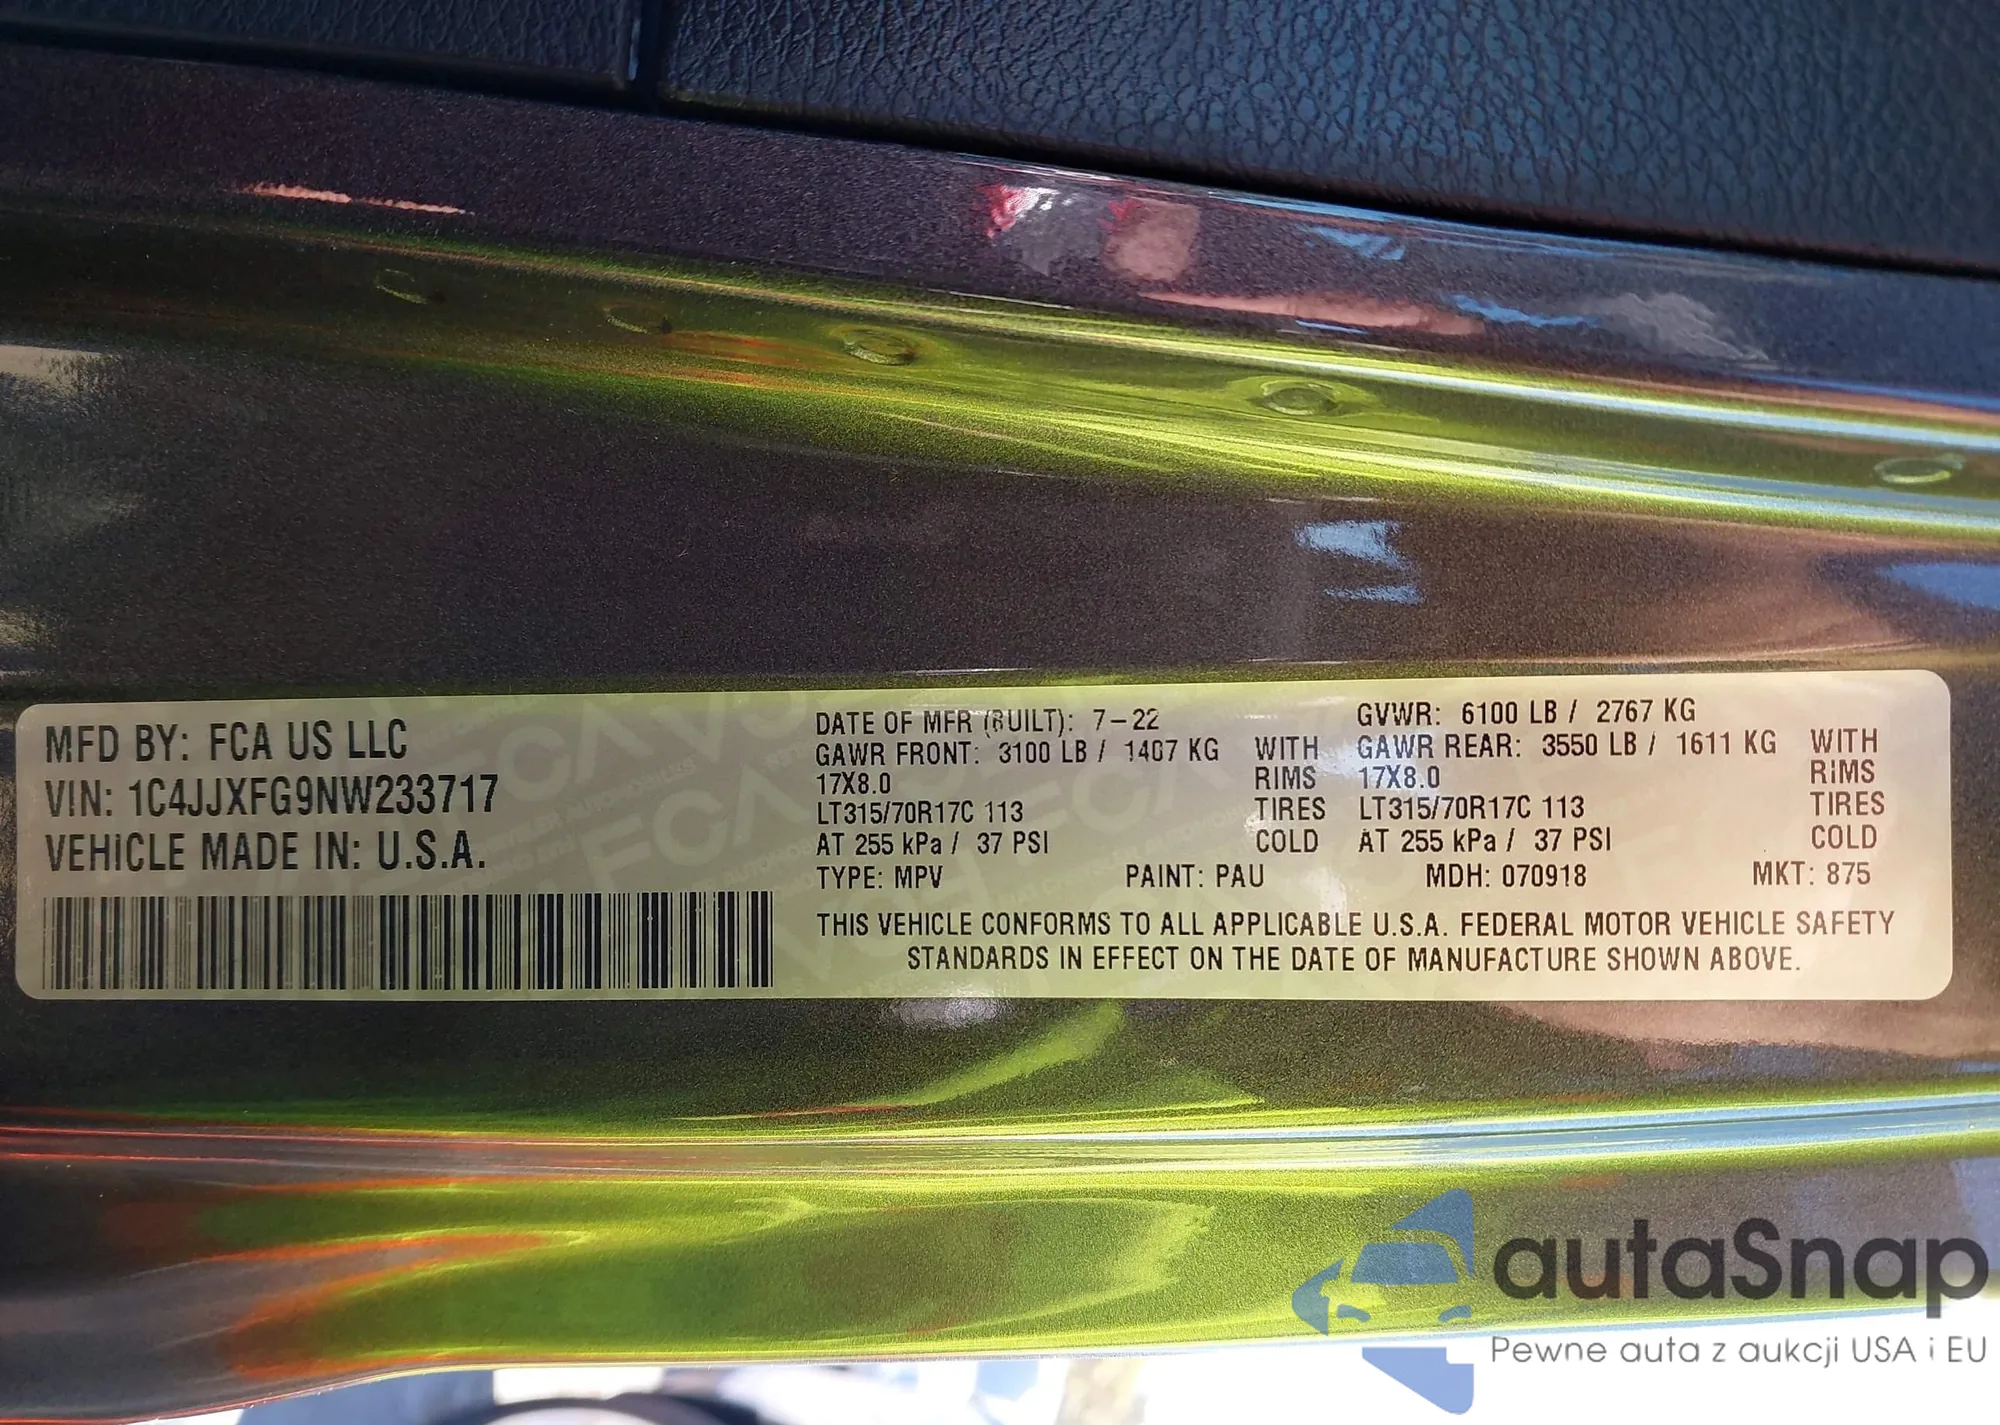 MFD BY: FCA US LLC
VIN: 1C4JJXFG9NW233717
VEHICLE MADE IN: U.S.A.
DATE OF MFR (BUILT): 7-22 GVWR: 6100 LB / 2767 KG
GAWR FRONT: 3100 LB / 1407 KG WITH GAWR REAR: 3550 LB / 1611 KG WITH
17X8.0 RIMS 17X8.0 RIMS
LT315/70R17C 113 TIRES LT315/70R17C 113 TIRES
AT 255 kPa / 37 PSI COLD AT 255 kPa / 37 PSI COLD
TYPE: MPV PAINT: PAU MDH: 070918 MKT: 875
THIS VEHICLE CONFORMS TO ALL APPLICABLE U.S.A. FEDERAL MOTOR VEHICLE SAFETY
STANDARDS IN EFFECT ON THE DATE OF MANUFACTURE SHOWN ABOVE.
autaSnap
Pewne auta z aukcji USA i EU